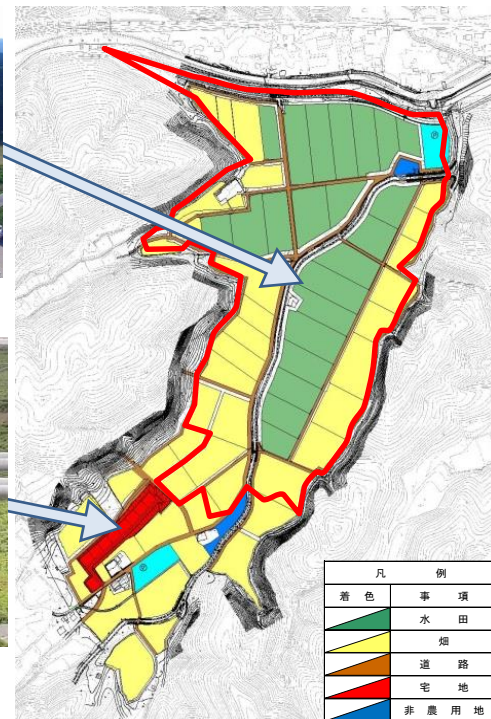 凡 例
着 色 事 項
水 田
畑
道 路
宅 地
非 農 用 地